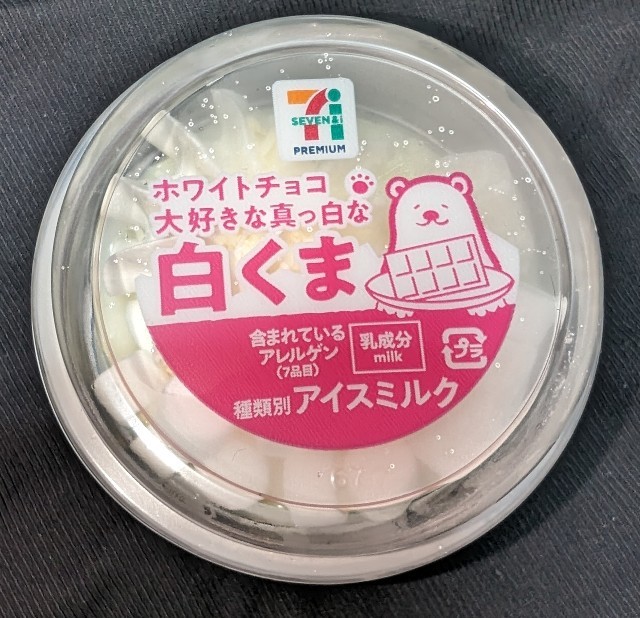 SEVEN&i
PREMIUM
ホワイトチョコ
大好きな真っ白な
白くま
含まれている
アレルゲン
(7品目)
乳成分
milk
プラ
種類別 アイスミルク
67